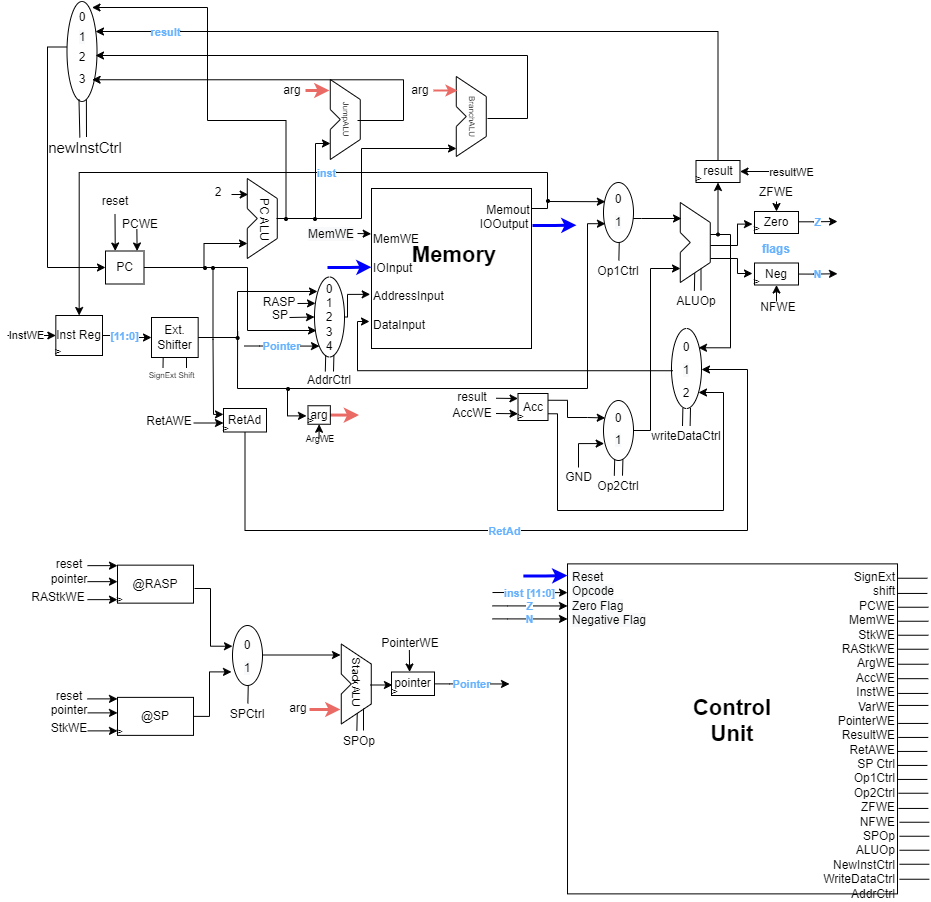 0
1
2
3
newInstCtrl
result
arg
JumpALU
arg
BranchALU
inst
result
resultWE
ZFWE
Zero
Z
flags
Neg
N
NFWE
reset
PCWE
PC
2
PCALU
MemWE
MemWE
IOInput
AddressInput
DataInput
Memory
Memout
IOOutput
0
1
Op1Ctrl
ALUOp
RASP
SP
Pointer
0
1
2
3
4
AddrCtrl
InstWE
Inst Reg
[11:0]
Ext.
Shifter
SignExt Shift
RetAWE
RetAd
arg
ArgWE
result
AccWE
Acc
GND
0
1
Op2Ctrl
0
1
2
writeDataCtrl
RetAd
reset
pointer
RAStkWE
@RASP
reset
pointer
StkWE
@SP
0
1
SPCtrl
arg
StackALU
SPOp
PointerWE
pointer
Pointer
inst [11:0]
Z
N
Reset
Opcode
Zero Flag
Negative Flag
Control
Unit
SignExt
shift
PCWE
MemWE
StkWE
RAStkWE
ArgWE
AccWE
InstWE
VarWE
PointerWE
ResultWE
RetAWE
SP Ctrl
Op1Ctrl
Op2Ctrl
ZFWE
NFWE
SPOp
ALUOp
NewInstCtrl
WriteDataCtrl
AddrCtrl